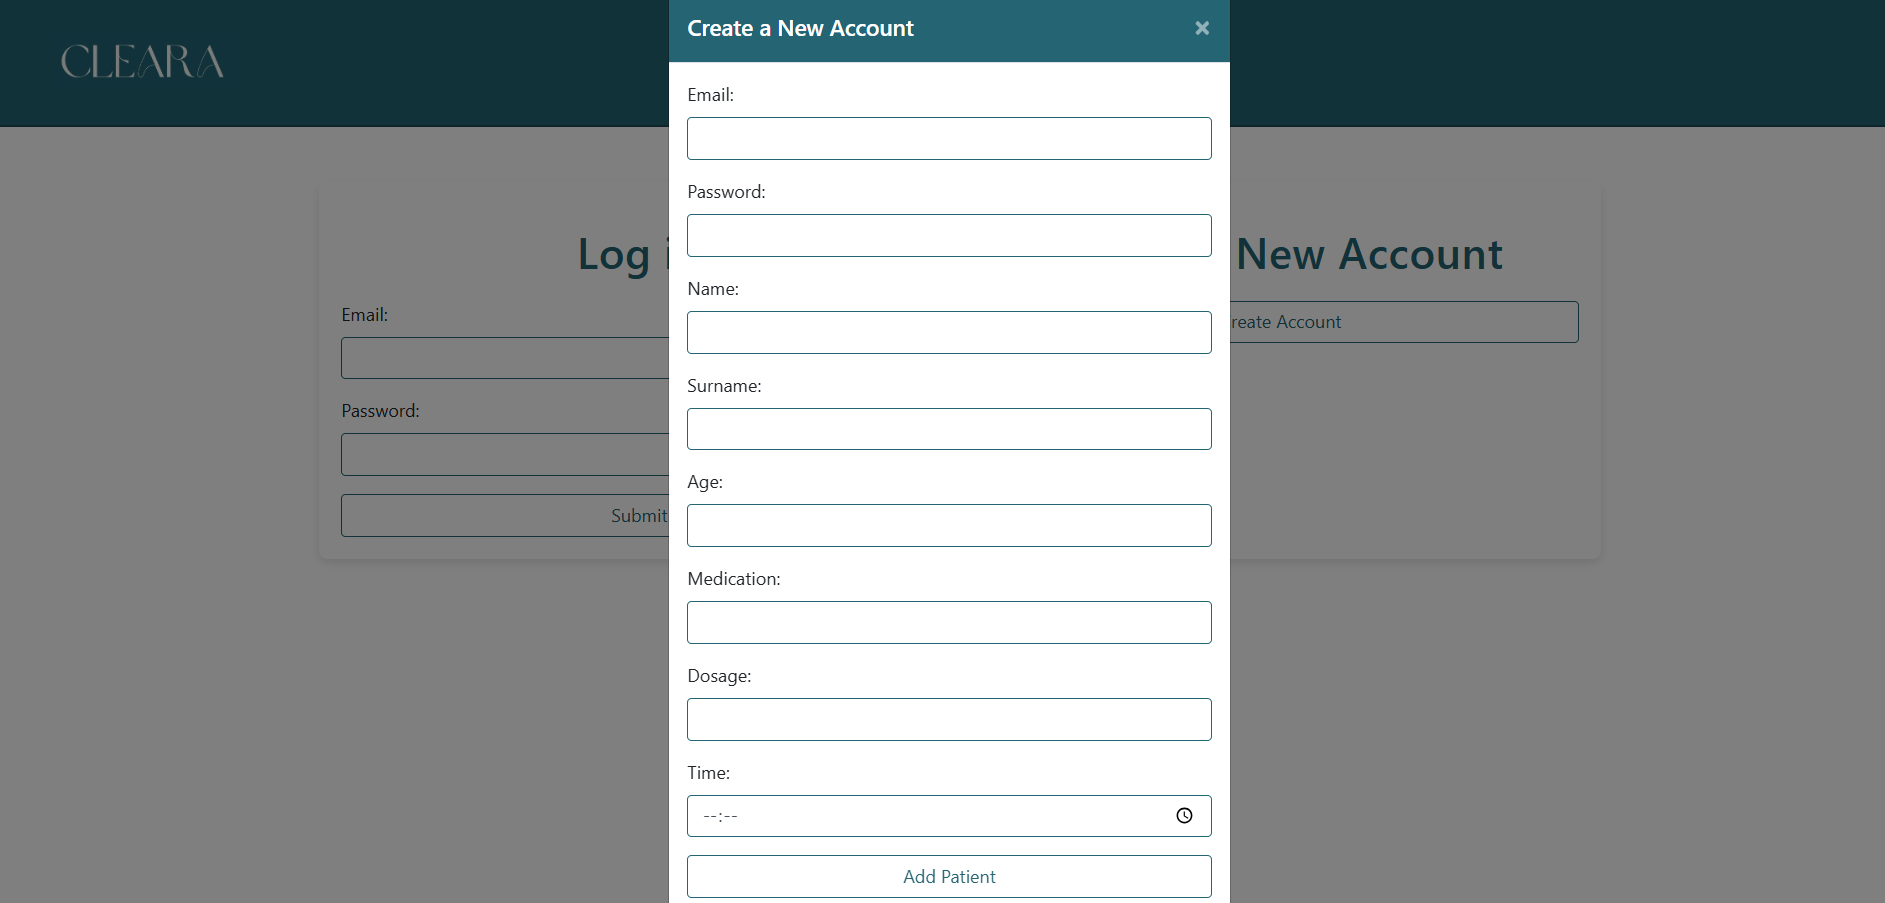 CLEARA
Create a New Account
×
Log i
Email:
Password:
Submit
Email:
Password:
Name:
Surname:
Age:
Medication:
Dosage:
Time:
--:--
Add Patient
New Account
reate Account